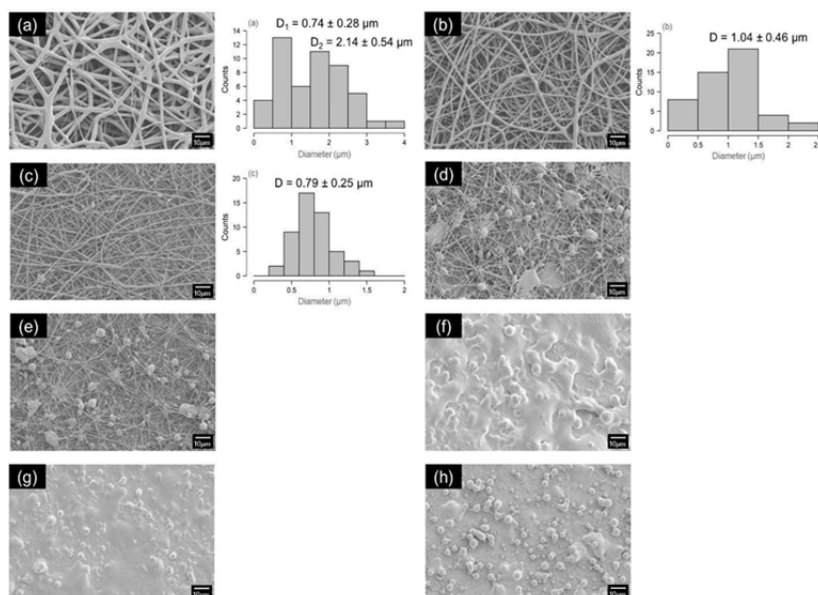 (a)
10µm
(a)
D1 = 0.74 ± 0.28 µm
D2 = 2.14 ± 0.54 µm
Counts
14
12
10
8
6
4
2
0
0 1 2 3 4
Diameter (µm)
(b)
10µm
(b)
D = 1.04 ± 0.46 µm
Counts
25
20
15
10
5
0
0 0.5 1 1.5 2 2.5
Diameter (µm)
(c)
10µm
(c)
D = 0.79 ± 0.25 µm
Counts
20
15
10
5
0
0 0.5 1 1.5 2
Diameter (µm)
(d)
10µm
(e)
10µm
(f)
10µm
(g)
10µm
(h)
10µm